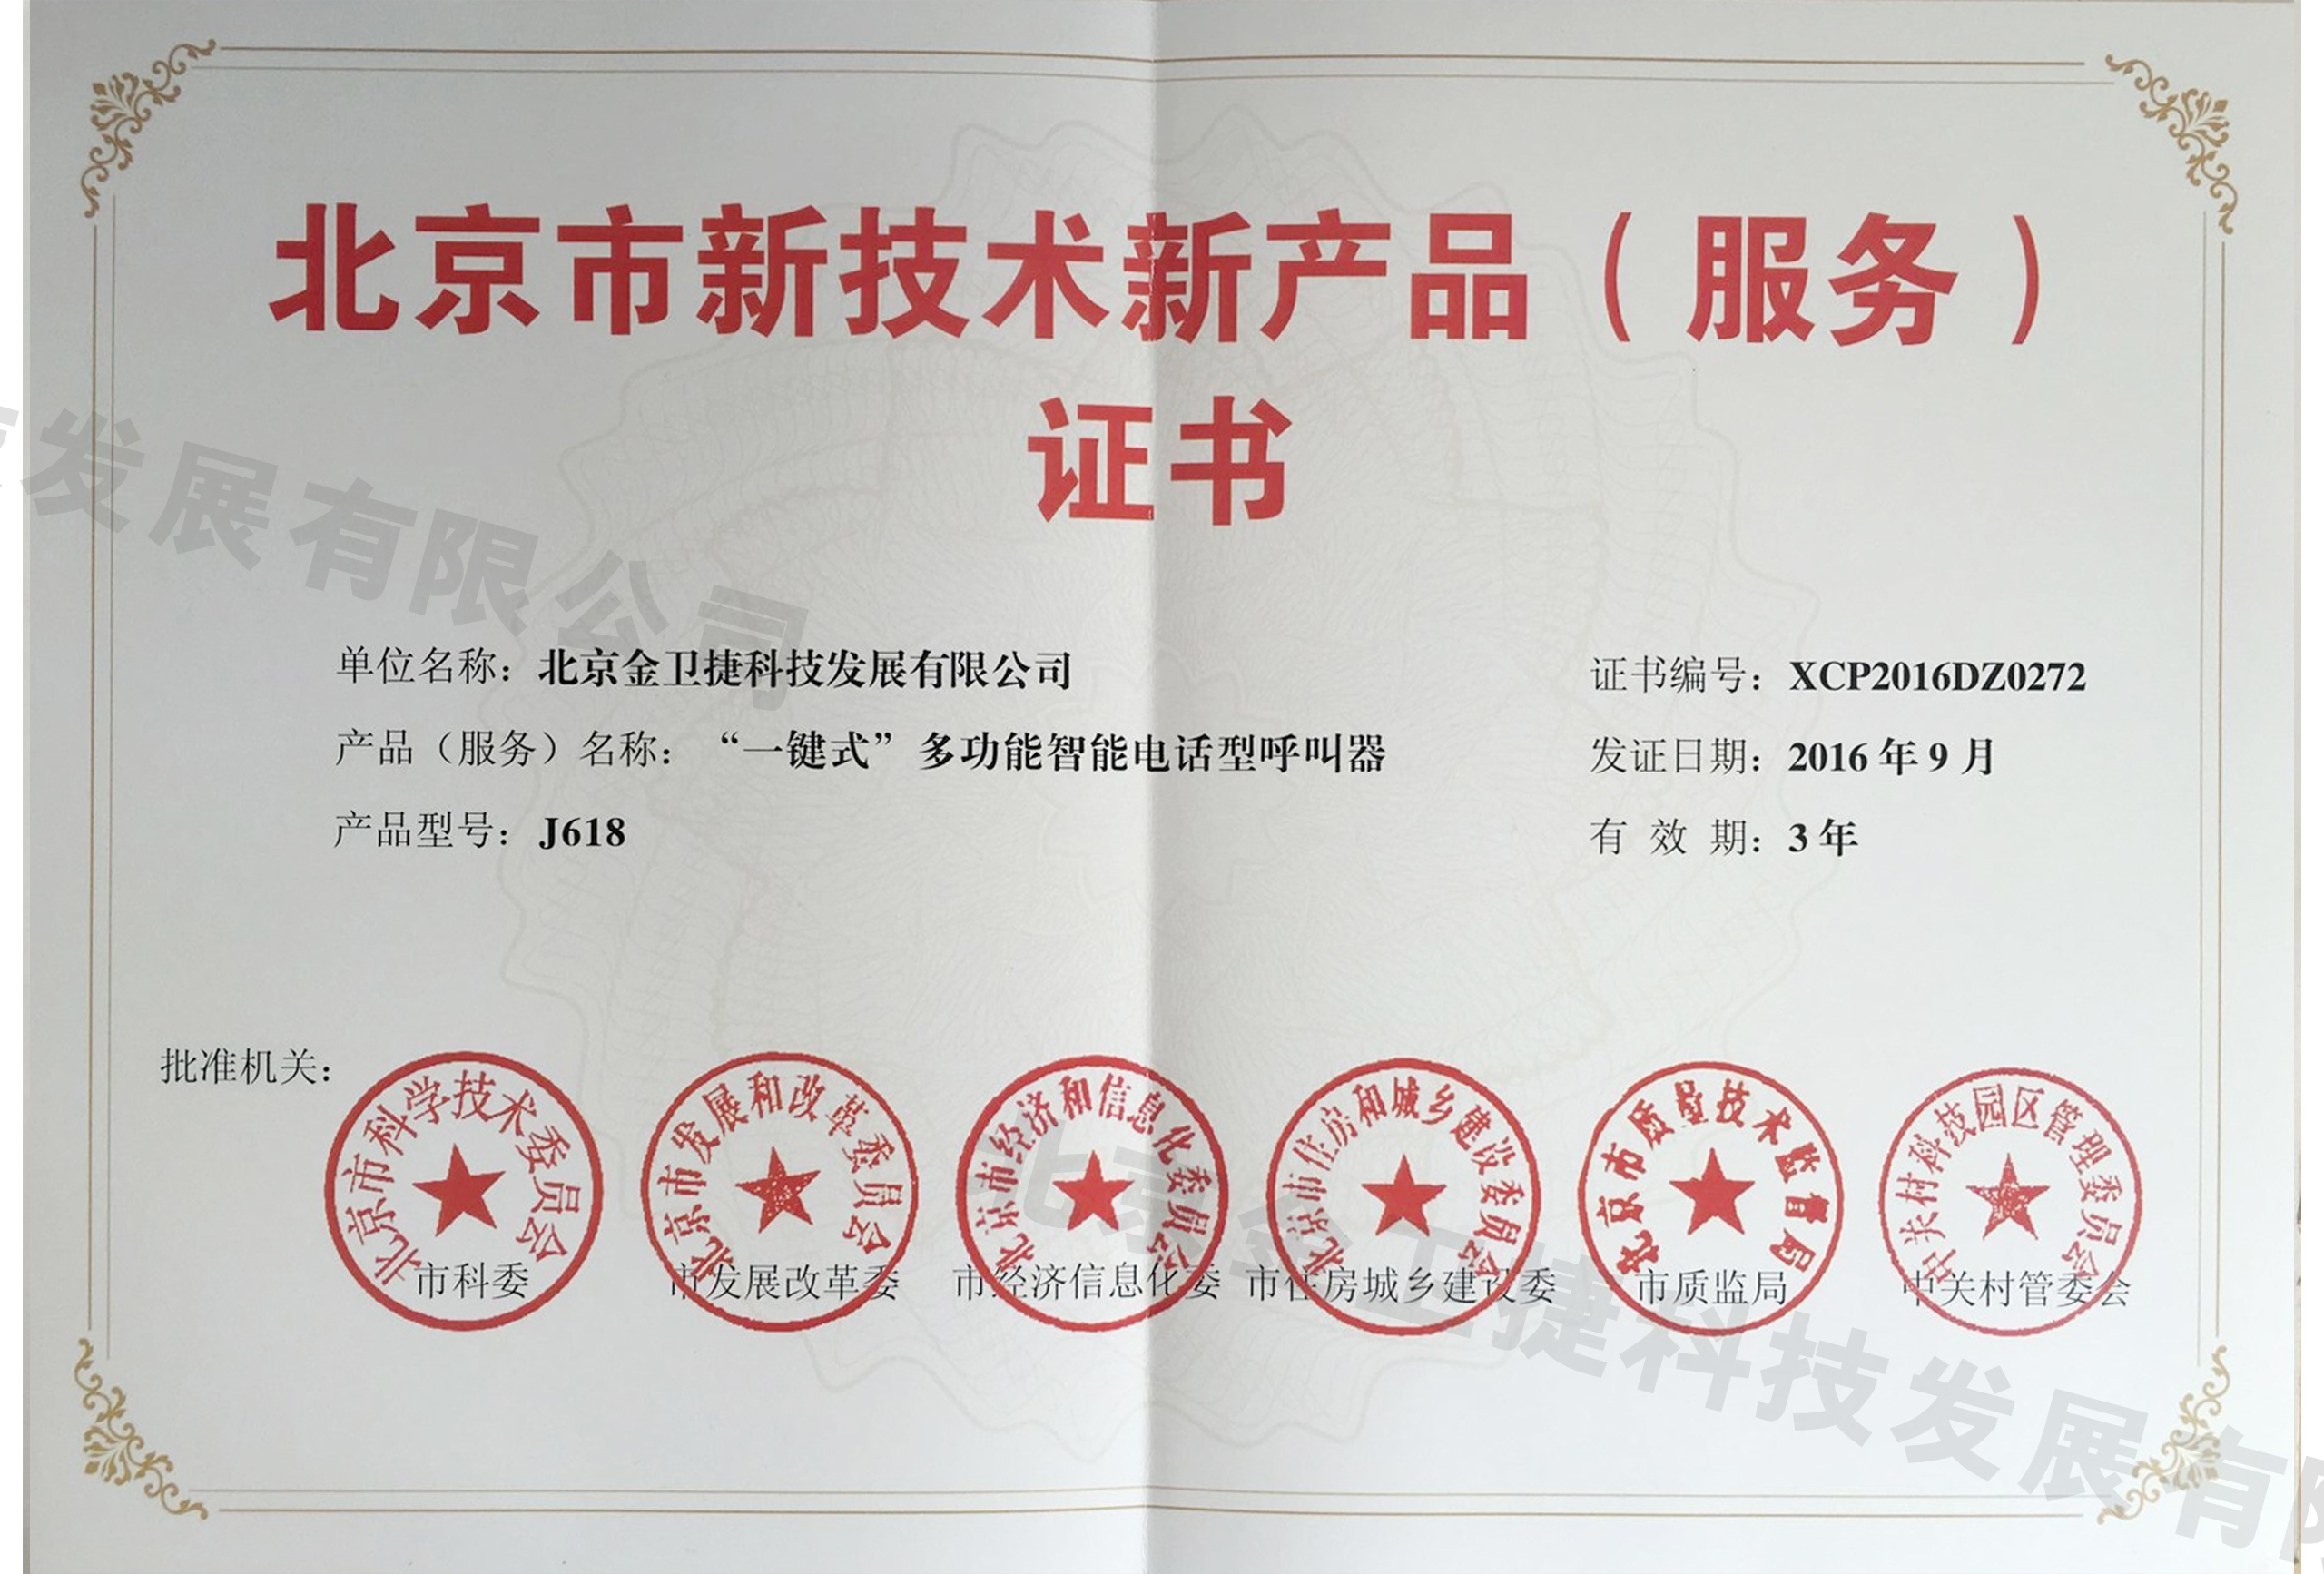 北京市新技术新产品（服务）
证书
发展有限公司
单位名称：北京金卫捷科技发展有限公司
产品（服务）名称：“一键式”多功能智能电话型呼叫器
产品型号：J618
证书编号：XCP2016DZ0272
发证日期：2016年9月
有 效 期：3年
批准机关：
北京市科学技术委员会
市科委
北京市发展和改革委员会
市发展改革委
北京市经济和信息化委员会
市经济信息化委
北京市住房和城乡建设委员会
市住房城乡建设委
北京市质量技术监督局
市质监局
中关村科技园区管理委员会
中关村管委会
北京金卫捷科技发展有限